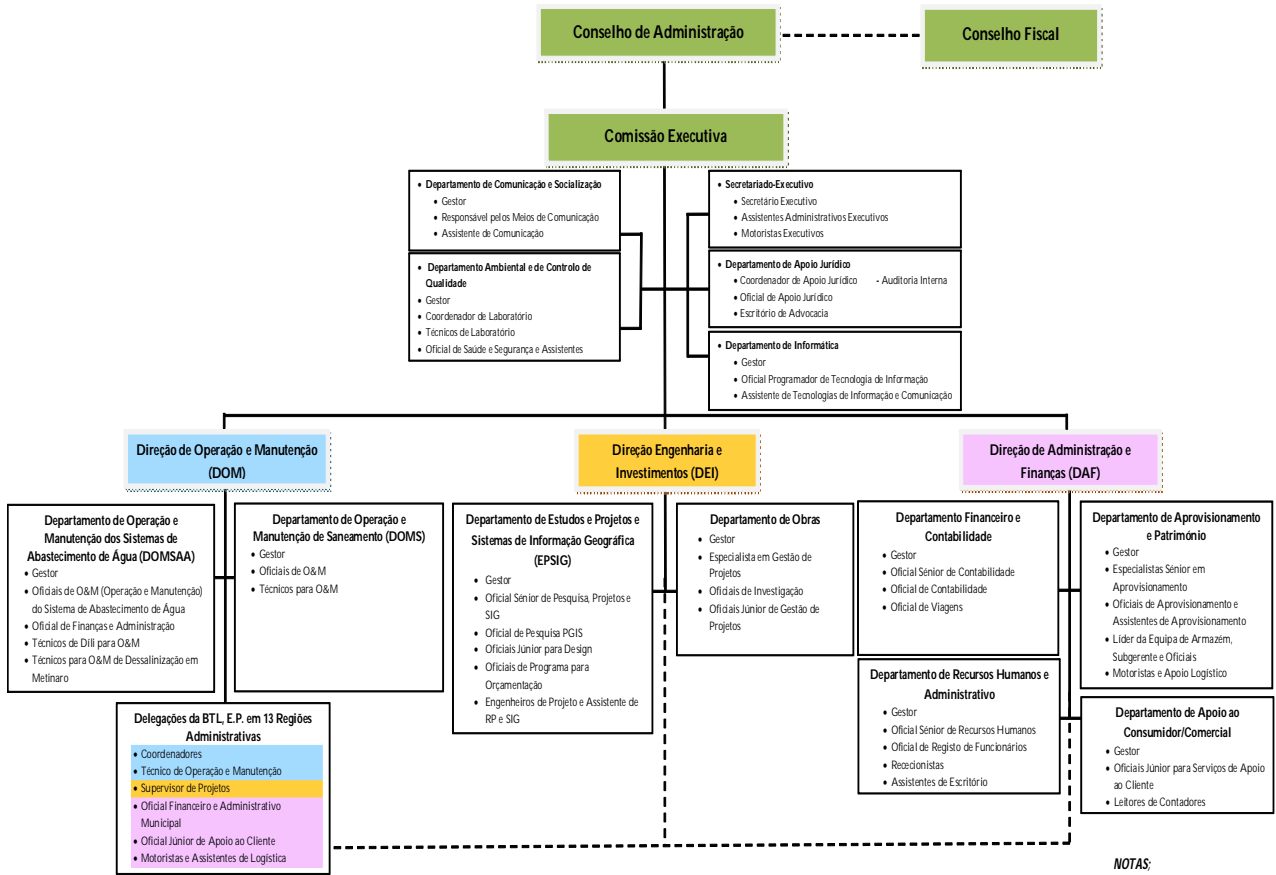 Conselho de Administração
Conselho Fiscal
Comissão Executiva
• Departamento de Comunicação e Socialização
• Gestor
• Responsável pelos Meios de Comunicação
• Assistente de Comunicação
• Departamento Ambiental e de Controlo de
Qualidade
• Gestor
• Coordenador de Laboratório
• Técnicos de Laboratório
• Oficial de Saúde e Segurança e Assistentes
• Secretariado-Executivo
• Secretário Executivo
• Assistentes Administrativos Executivos
• Motoristas Executivos
• Departamento de Apoio Jurídico
• Coordenador de Apoio Jurídico - Auditoria Interna
• Oficial de Apoio Jurídico
• Escritório de Advocacia
• Departamento de Informática
• Gestor
• Oficial Programador de Tecnologia de Informação
• Assistente de Tecnologias de Informação e Comunicação
Direção de Operação e Manutenção
(DOM)
Direção Engenharia e
Investimentos (DEI)
Direção de Administração e
Finanças (DAF)
Departamento de Operação e
Manutenção dos Sistemas de
Abastecimento de Água (DOMSAA)
• Gestor
• Oficiais de O&M (Operação e Manutenção)
do Sistema de Abastecimento de Água
• Oficial de Finanças e Administração
• Técnicos de Díli para O&M
• Técnicos para O&M de Dessalinização em
Metinaro
Departamento de Operação e
Manutenção de Saneamento (DOMS)
• Gestor
• Oficiais de O&M
• Técnicos para O&M
Delegações da BTL, E.P. em 13 Regiões
Administrativas
• Coordenadores
• Técnico de Operação e Manutenção
• Supervisor de Projetos
• Oficial Financeiro e Administrativo
Municipal
• Oficial Júnior de Apoio ao Cliente
• Motoristas e Assistentes de Logística
Departamento de Estudos e Projetos e
Sistemas de Informação Geográfica
(EPSIG)
• Gestor
• Oficial Sénior de Pesquisa, Projetos e
SIG
• Oficial de Pesquisa PGIS
• Oficiais Júnior para Design
• Oficiais de Programa para
Orçamentação
• Engenheiros de Projeto e Assistente de
RP e SIG
Departamento de Obras
• Gestor
• Especialista em Gestão de
Projetos
• Oficiais de Investigação
• Oficiais Júnior de Gestão de
Projetos
Departamento Financeiro e
Contabilidade
• Gestor
• Oficial Sénior de Contabilidade
• Oficial de Contabilidade
• Oficial de Viagens
Departamento de Recursos Humanos e
Administrativo
• Gestor
• Oficial Sénior de Recursos Humanos
• Oficial de Registo de Funcionários
• Rececionistas
• Assistentes de Escritório
Departamento de Aprovisionamento
e Património
• Gestor
• Especialistas Sénior em
Aprovisionamento
• Oficiais de Aprovisionamento e
Assistentes de Aprovisionamento
• Líder da Equipa de Armazém,
Subgerente e Oficiais
• Motoristas e Apoio Logístico
Departamento de Apoio ao
Consumidor/Comercial
• Gestor
• Oficiais Júnior para Serviços de Apoio
ao Cliente
• Leitores de Contadores
NOTAS;